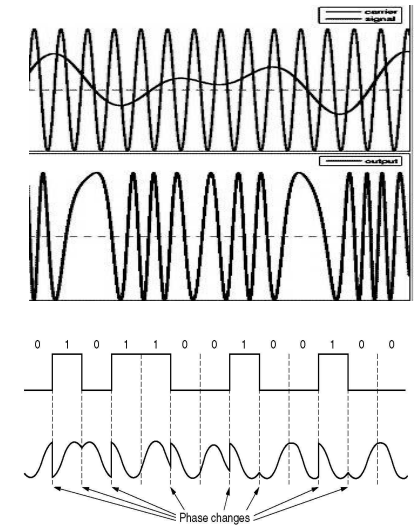 carrier
signal
output
0 1 0 1 1 0 0 1 0 0 1 0 0
Phase changes